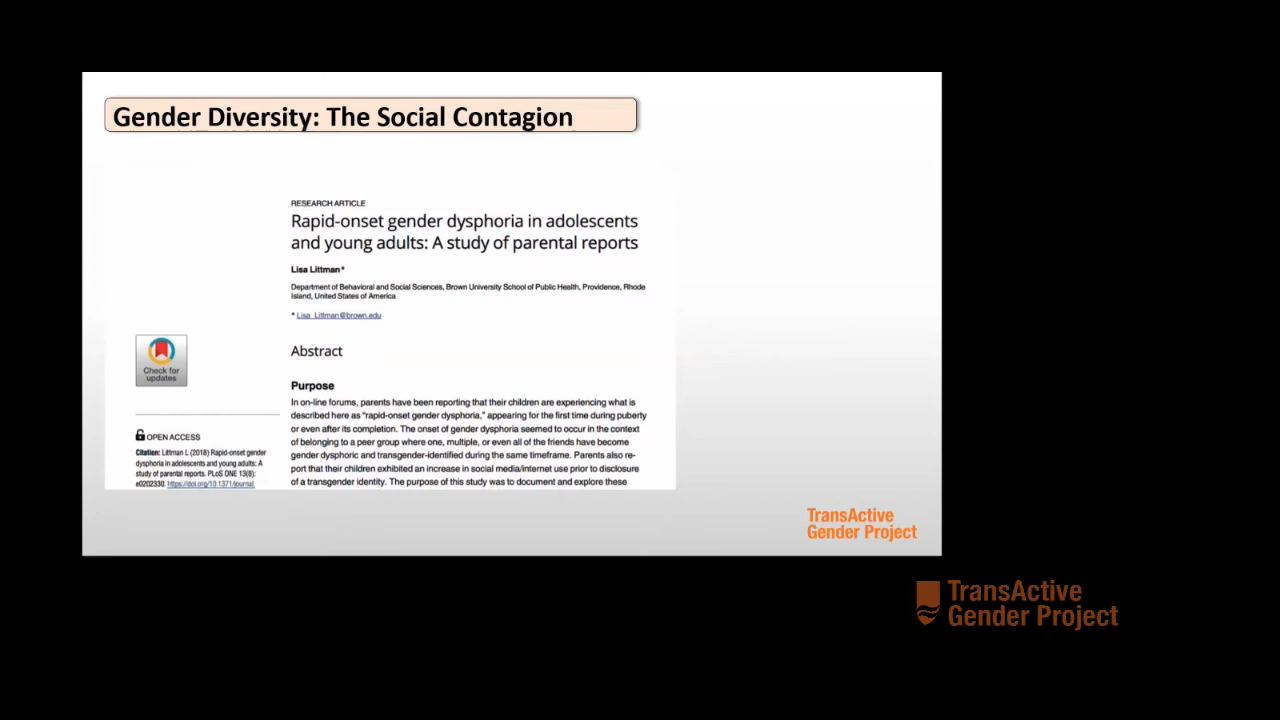 Gender Diversity: The Social Contagion
RESEARCH ARTICLE
Rapid-onset gender dysphoria in adolescents
and young adults: A study of parental reports
Lisa Littman*
Department of Behavioral and Social Sciences, Brown University School of Public Health, Providence, Rhode
Island, United States of America
* Lisa_Littman@brown.edu
Abstract
Purpose
In on-line forums, parents have been reporting that their children are experiencing what is
described here as “rapid-onset gender dysphoria,” appearing for the first time during puberty
or even after its completion. The onset of gender dysphoria seemed to occur in the context
of belonging to a peer group where one, multiple, or even all of the friends have become
gender dysphoric and transgender-identified during the same timeframe. Parents also re-
port that their children exhibited an increase in social media/internet use prior to disclosure
of a transgender identity. The purpose of this study was to document and explore these
Check for
updates
OPEN ACCESS
Citation: Littman L (2018) Rapid-onset gender
dysphoria in adolescents and young adults: A
study of parental reports. PLoS ONE 13(8):
e0202330. https://doi.org/10.1371/journal.
TransActive
Gender Project
TransActive
Gender Project